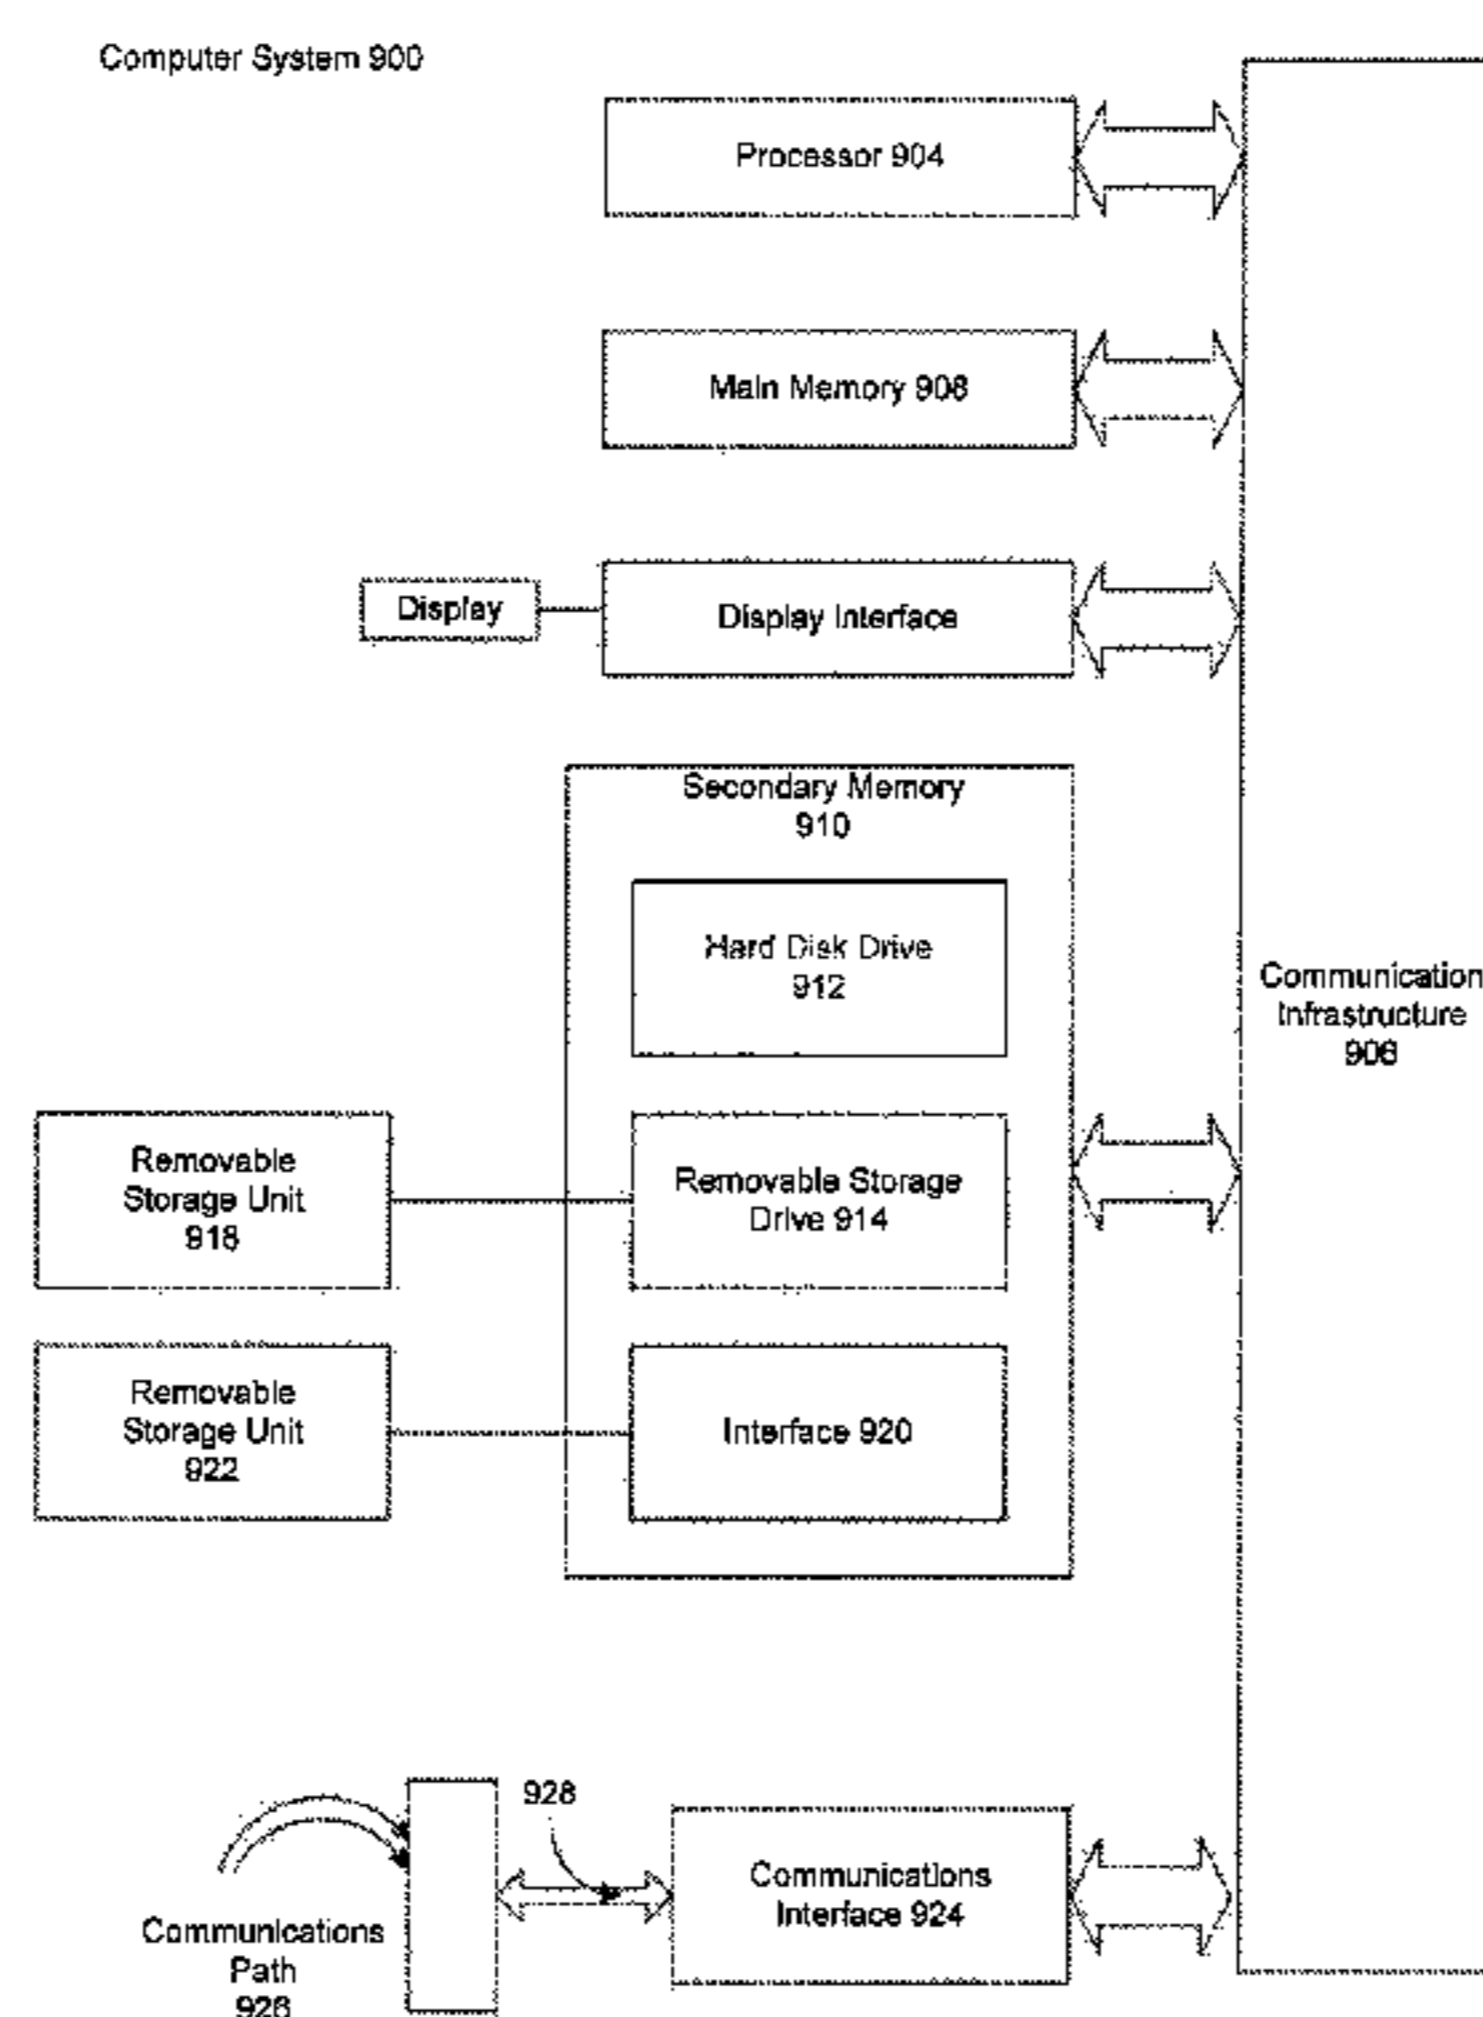 Computer System 900
Processor 904
Main Memory 908
Display
Display Interface
Secondary Memory
910
Hard Disk Drive
912
Communication
Infrastructure
906
Removable
Storage Unit
918
Removable Storage
Drive 914
Removable
Storage Unit
922
Interface 920
928
Communications
Interface 924
Communications
Path
926